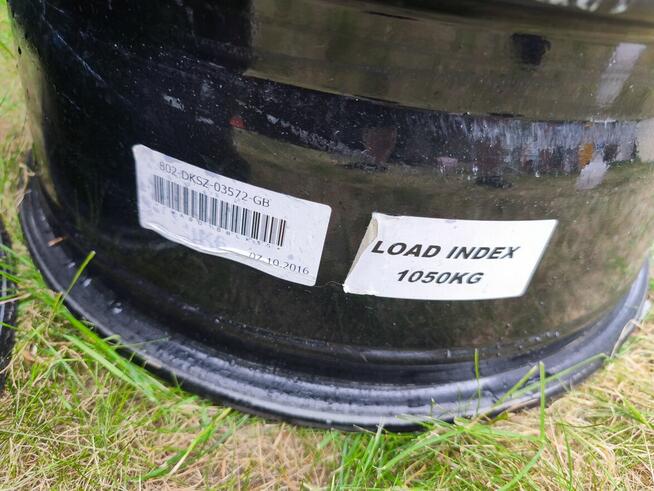 802-DKSZ-03572-GB
07.10.2016
LOAD INDEX
1050KG